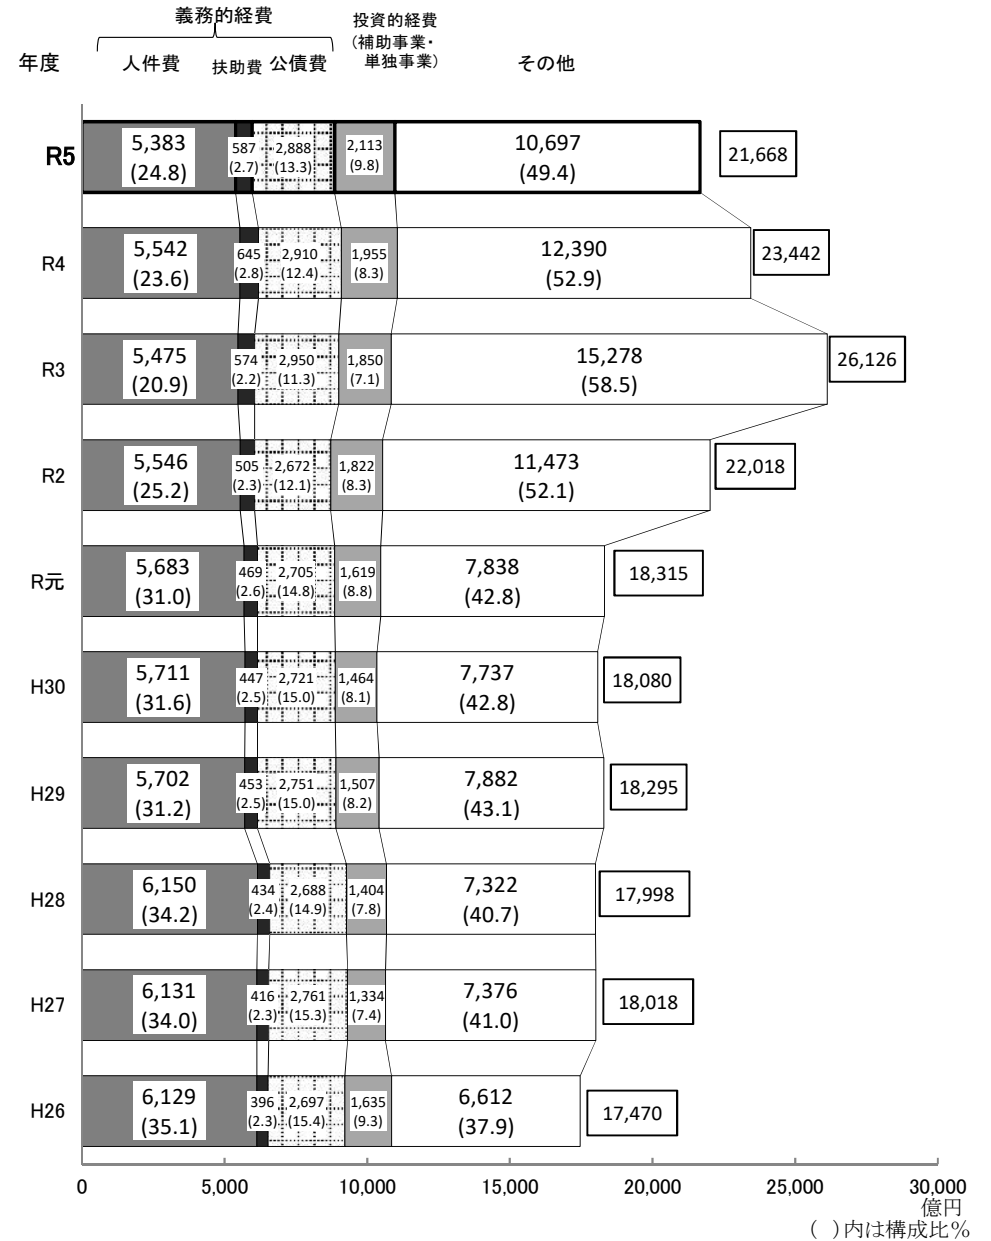 義務的経費
投資的経費
(補助事業・
単独事業)
年度 人件費 扶助費 公債費 その他
R5 5,383 587 2,888 2,113 10,697 21,668
(24.8) (2.7) (13.3) (9.8) (49.4)
R4 5,542 645 2,910 1,955 12,390 23,442
(23.6) (2.8) (12.4) (8.3) (52.9)
R3 5,475 574 2,950 1,850 15,278 26,126
(20.9) (2.2) (11.3) (7.1) (58.5)
R2 5,546 505 2,672 1,822 11,473 22,018
(25.2) (2.3) (12.1) (8.3) (52.1)
R元 5,683 469 2,705 1,619 7,838 18,315
(31.0) (2.6) (14.8) (8.8) (42.8)
H30 5,711 447 2,721 1,464 7,737 18,080
(31.6) (2.5) (15.0) (8.1) (42.8)
H29 5,702 453 2,751 1,507 7,882 18,295
(31.2) (2.5) (15.0) (8.2) (43.1)
H28 6,150 434 2,688 1,404 7,322 17,998
(34.2) (2.4) (14.9) (7.8) (40.7)
H27 6,131 416 2,761 1,334 7,376 18,018
(34.0) (2.3) (15.3) (7.4) (41.0)
H26 6,129 396 2,697 1,635 6,612 17,470
(35.1) (2.3) (15.4) (9.3) (37.9)
0 5,000 10,000 15,000 20,000 25,000 30,000
億円
( )内は構成比%